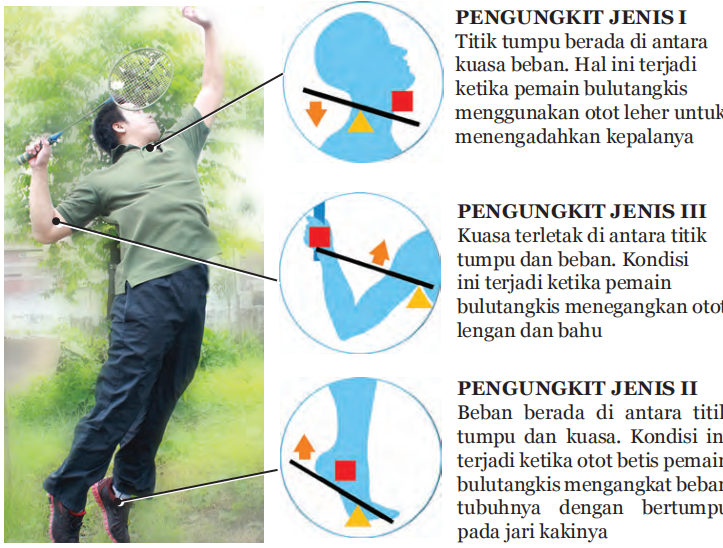 PENGUNGKIT JENIS I
Titik tumpu berada di antara
kuasa beban. Hal ini terjadi
ketika pemain bulutangkis
menggunakan otot leher untuk
menengadahkan kepalanya
PENGUNGKIT JENIS III
Kuasa terletak di antara titik
tumpu dan beban. Kondisi
ini terjadi ketika pemain
bulutangkis menegangkan otot
lengan dan bahu
PENGUNGKIT JENIS II
Beban berada di antara titik
tumpu dan kuasa. Kondisi ini
terjadi ketika otot betis pemain
bulutangkis mengangkat beban
tubuhnya dengan bertumpu
pada jari kakinya